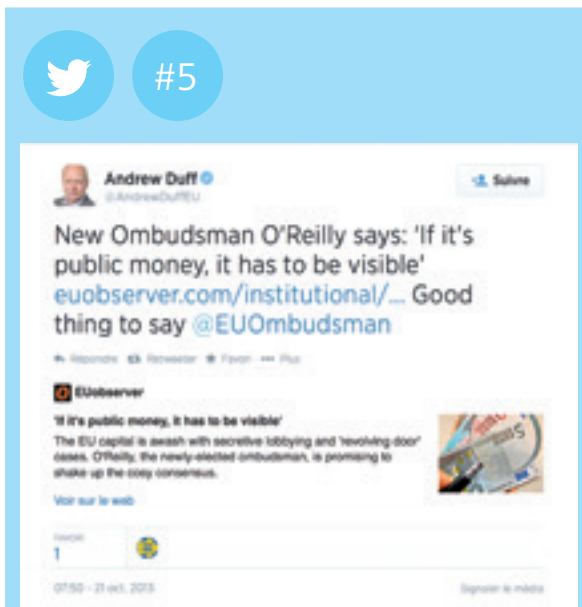 #5
Andrew Duff
@AndrewDuffEU
Suivre
New Ombudsman O'Reilly says: 'If it's
public money, it has to be visible'
euobserver.com/institutional/... Good
thing to say @EUOmbudsman
Répondre Retweeter Favori ••• Plus
EUobserver
'If it's public money, it has to be visible'
The EU capital is awash with secretive lobbying and 'revolving door'
cases. O'Reilly, the newly-elected ombudsman, is promising to
shake up the cosy consensus.
Voir sur le web
FAVORI
1
07:50 - 21 oct. 2013
Signaler le média